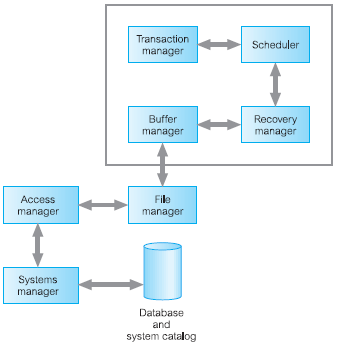 Transaction
manager
Scheduler
Buffer
manager
Recovery
manager
Access
manager
File
manager
Systems
manager
Database
and
system catalog